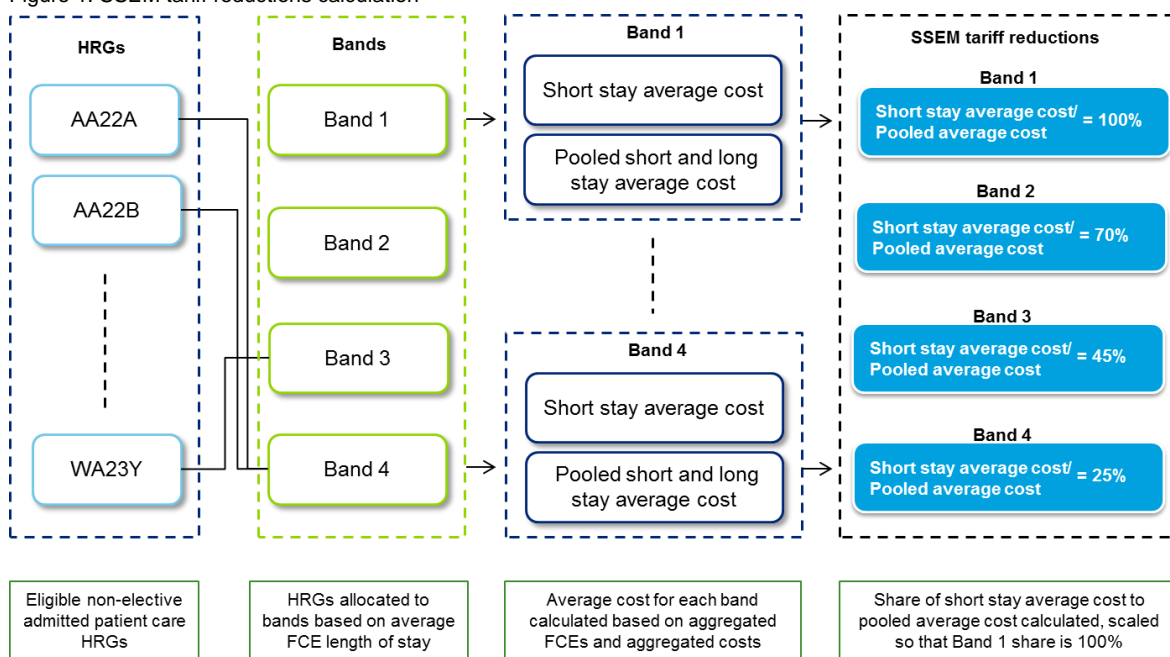 Figure 1: SSEM tariff reductions calculation
HRGs
AA22A
AA22B
WA23Y
Bands
Band 1
Band 2
Band 3
Band 4
Band 1
Short stay average cost
Pooled short and long
stay average cost
Band 4
Short stay average cost
Pooled short and long
stay average cost
SSEM tariff reductions
Band 1
Short stay average cost/
Pooled average cost
= 100%
Band 2
Short stay average cost/
Pooled average cost
= 70%
Band 3
Short stay average cost/
Pooled average cost
= 45%
Band 4
Short stay average cost/
Pooled average cost
= 25%
Eligible non-elective
admitted patient care
HRGs
HRGs allocated to
bands based on average
FCE length of stay
Average cost for each band
calculated based on aggregated
FCEs and aggregated costs
Share of short stay average cost to
pooled average cost calculated, scaled
so that Band 1 share is 100%